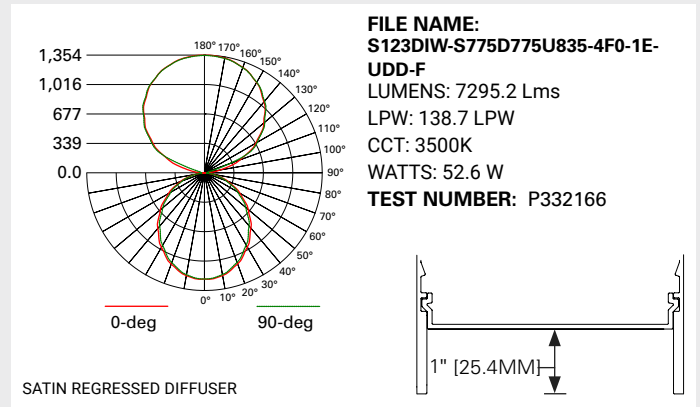 1,354
1,016
677
339
0.0
180°
170°
160°
150°
140°
130°
120°
110°
100°
90°
80°
70°
60°
50°
40°
30°
20°
10°
0°
0-deg
90-deg
SATIN REGRESSED DIFFUSER
FILE NAME:
S123DIW-S775D775U835-4F0-1E-
UDD-F
LUMENS: 7295.2 Lms
LPW: 138.7 LPW
CCT: 3500K
WATTS: 52.6 W
TEST NUMBER: P332166
1" [25.4MM]